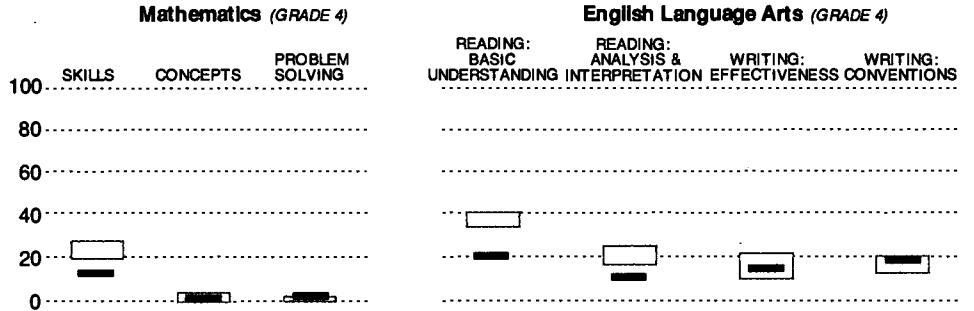 Mathematics (GRADE 4)
SKILLS
CONCEPTS
PROBLEM
SOLVING
English Language Arts (GRADE 4)
READING:
BASIC
UNDERSTANDING
READING:
ANALYSIS &
INTERPRETATION
WRITING:
EFFECTIVENESS
WRITING:
CONVENTIONS
100
80
60
40
20
0